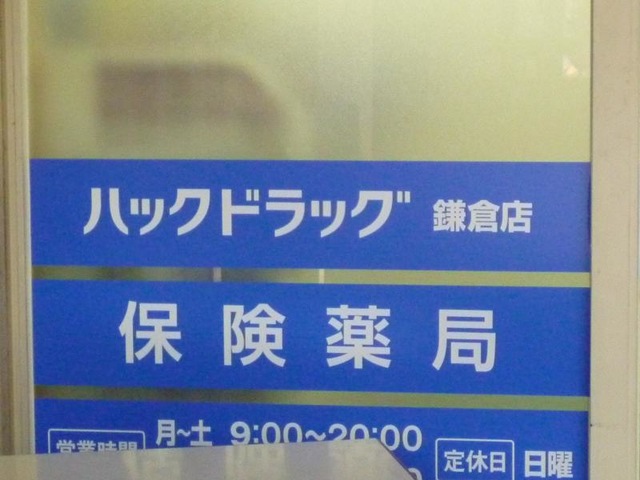 ハックドラッグ 鎌倉店
保険薬局
営業時間 月~土 9:00~20:00 定休日 日曜